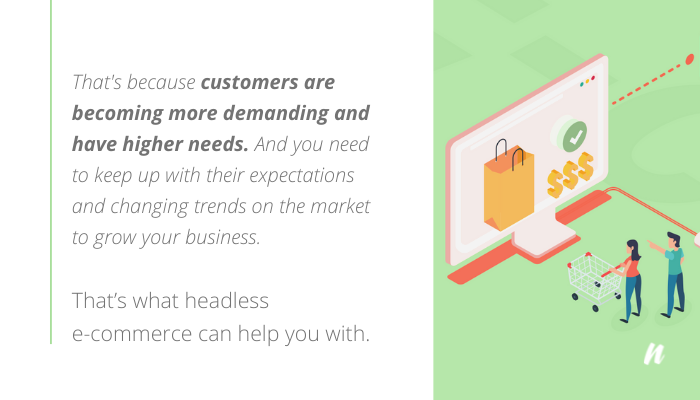 That's because customers are
becoming more demanding and
have higher needs. And you need
to keep up with their expectations
and changing trends on the market
to grow your business.
That’s what headless
e-commerce can help you with.
$$$
n